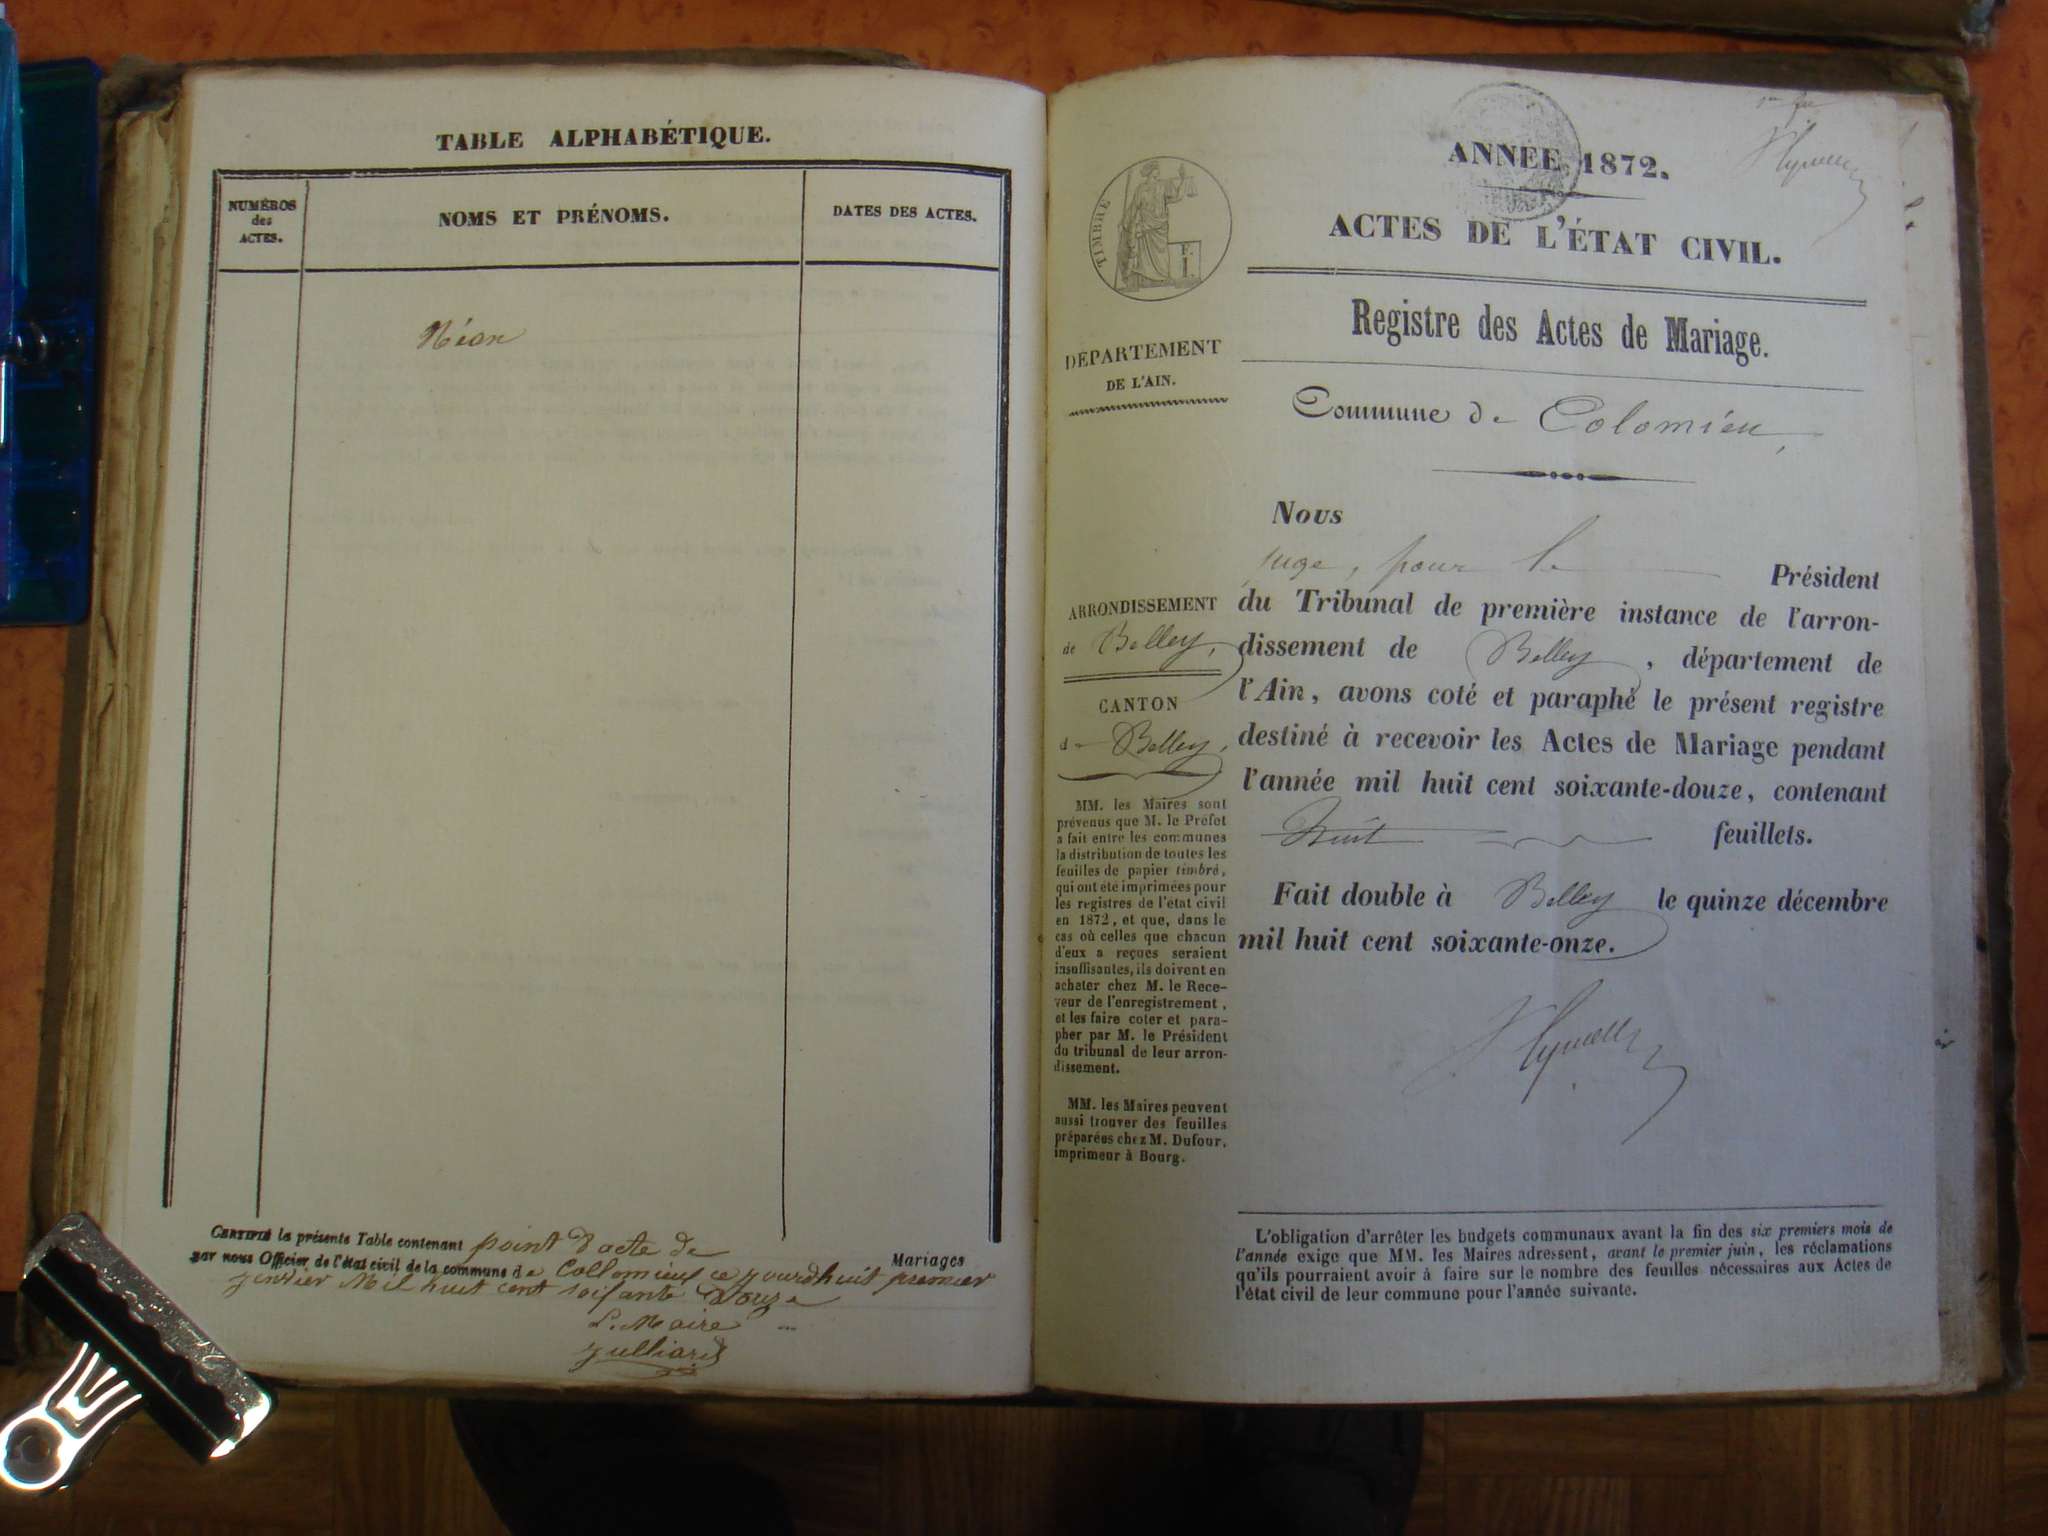 TABLE ALPHABÉTIQUE.
NUMÉROS
des
ACTES.
NOMS ET PRÉNOMS.
DATES DES ACTES.
Néan
CERTIFIÉ la présente Table contenant point d'acte de Mariages
par nous Officier de l'état civil de la commune de Collomieux ce jourdhuit premier
janvier Mil huit cent soixante Douze
Le Maire
Julliard
ANNÉE 1872.
ACTES DE L'ÉTAT CIVIL.
Registre des Actes de Mariage.
Commune de Colomieu,
TIMBRE
F.
I.
DÉPARTEMENT
DE L'AIN.
ARRONDISSEMENT
de Belley,
CANTON
de Belley,
MM. les Maires sont
prévenus que M. le Préfet
a fait entre les communes
la distribution de toutes les
feuilles de papier timbré,
qui ont été imprimées pour
les registres de l'état civil
en 1872, et que, dans le
cas où celles que chacun
d'eux a reçues seraient
insuffisantes, ils doivent en
acheter chez M. le Rece-
veur de l'enregistrement,
et les faire coter et para-
pher par M. le Président
du tribunal de leur arron-
dissement.
MM. les Maires peuvent
aussi trouver des feuilles
préparées chez M. Dufour,
imprimeur à Bourg.
Nous
juge, pour le Président
du Tribunal de première instance de l'arron-
dissement de Belley, département de
l'Ain, avons coté et paraphé le présent registre
destiné à recevoir les Actes de Mariage pendant
l'année mil huit cent soixante-douze, contenant
huit feuillets.
Fait double à Belley le quinze décembre
mil huit cent soixante-onze.
L'obligation d'arrêter les budgets communaux avant la fin des six premiers mois de
l'année exige que MM. les Maires adressent, avant le premier juin, les réclamations
qu'ils pourraient avoir à faire sur le nombre des feuilles nécessaires aux Actes de
l'état civil de leur commune pour l'année suivante.